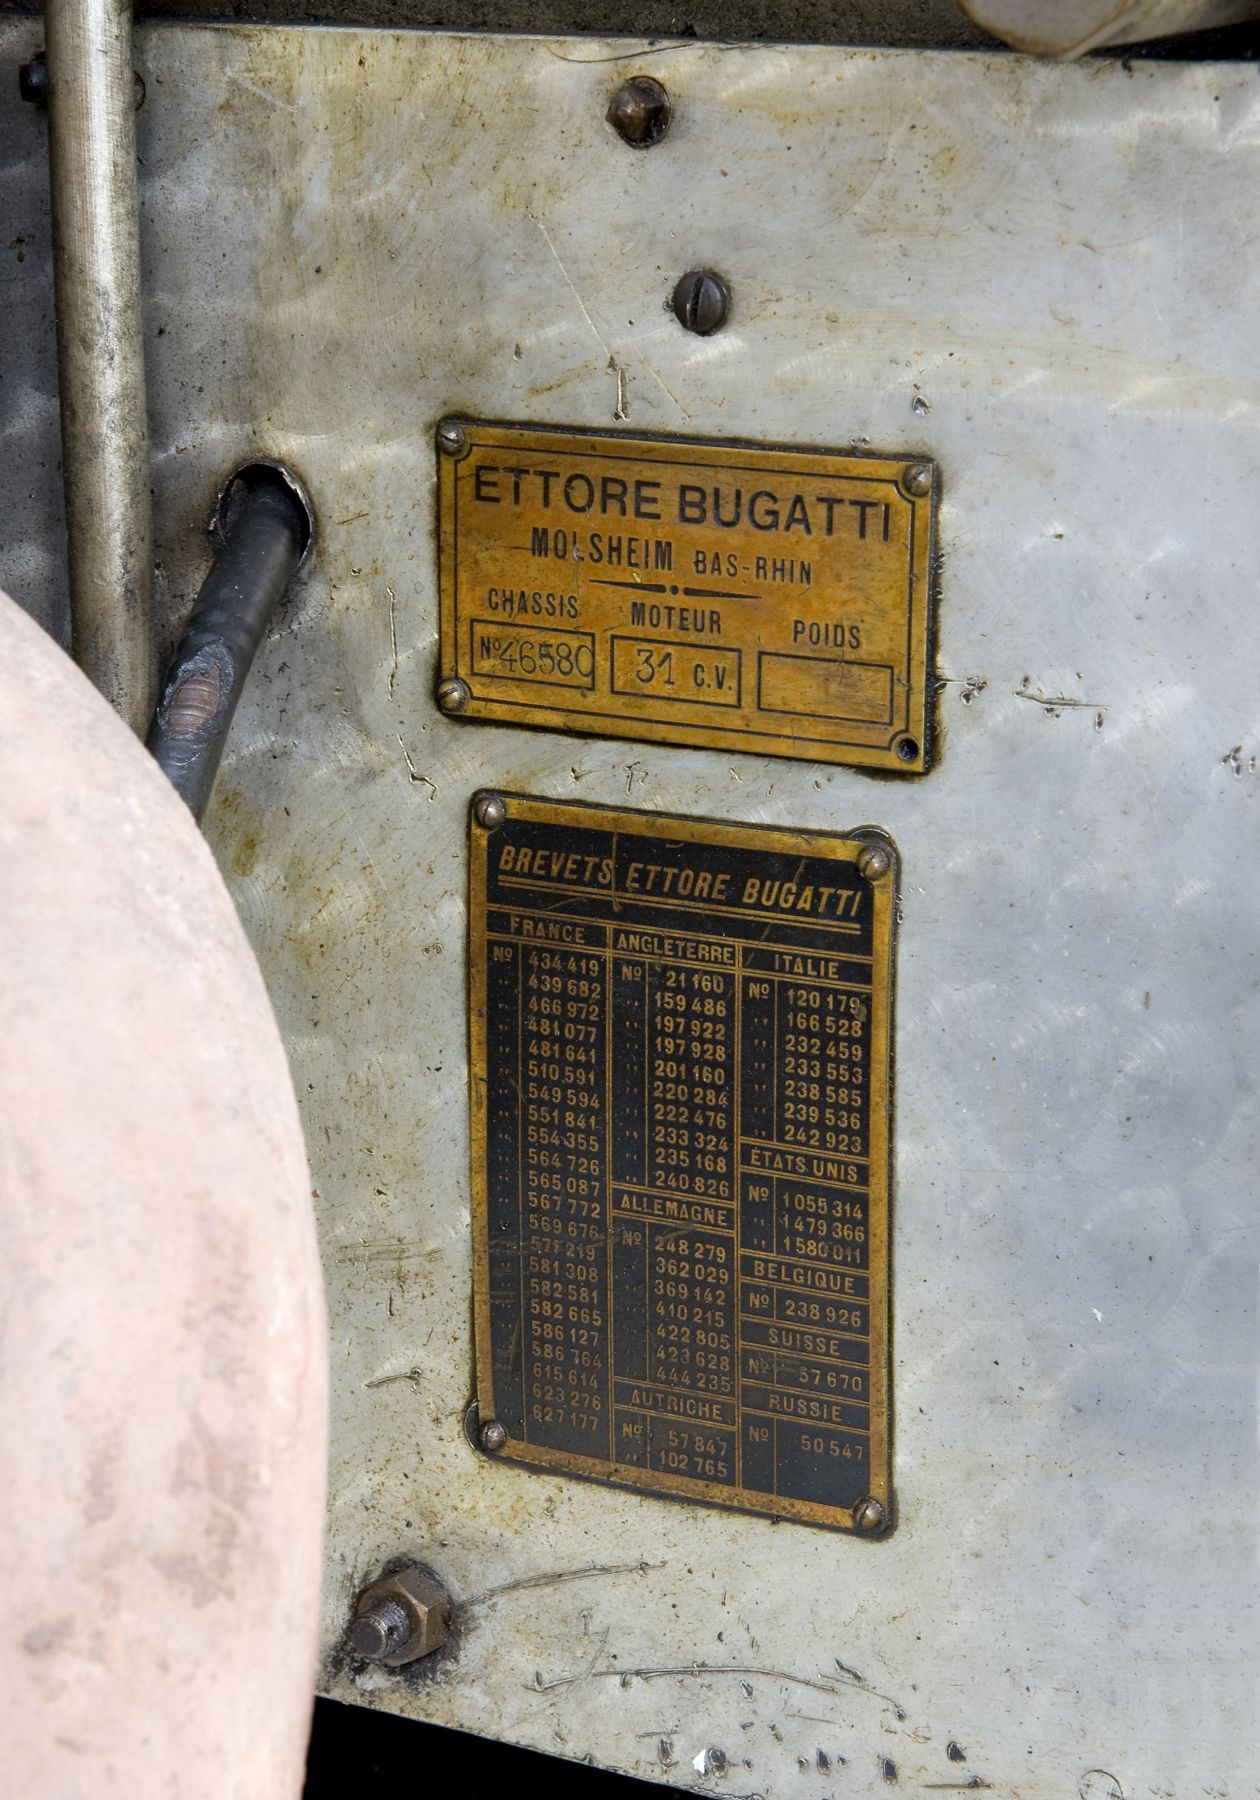 ETTORE BUGATTI
MOLSHEIM BAS-RHIN
CHASSIS MOTEUR POIDS
Nº 46580 31 C.V.
BREVETS ETTORE BUGATTI
FRANCE
Nº 434 419
" 439 682
" 466 972
" 481 077
" 481 641
" 510 591
" 549 594
" 551 841
" 554 355
" 564 726
" 565 087
" 567 772
" 569 676
" 571 219
" 581 308
" 582 581
" 582 665
" 586 127
" 586 764
" 615 614
" 623 276
" 627 177
ANGLETERRE
Nº 21 160
" 159 486
" 197 922
" 197 928
" 201 160
" 220 284
" 222 476
" 233 324
" 235 168
" 240 826
ALLEMAGNE
Nº 248 279
" 362 029
" 369 142
" 410 215
" 422 805
" 423 628
" 444 235
AUTRICHE
Nº 57 847
" 102 765
ITALIE
Nº 120 179
" 166 528
" 232 459
" 233 553
" 238 585
" 239 536
" 242 923
ÉTATS UNIS
Nº 1 055 314
" 1 479 366
" 1 580 011
BELGIQUE
Nº 238 926
SUISSE
Nº 57 670
RUSSIE
Nº 50 547